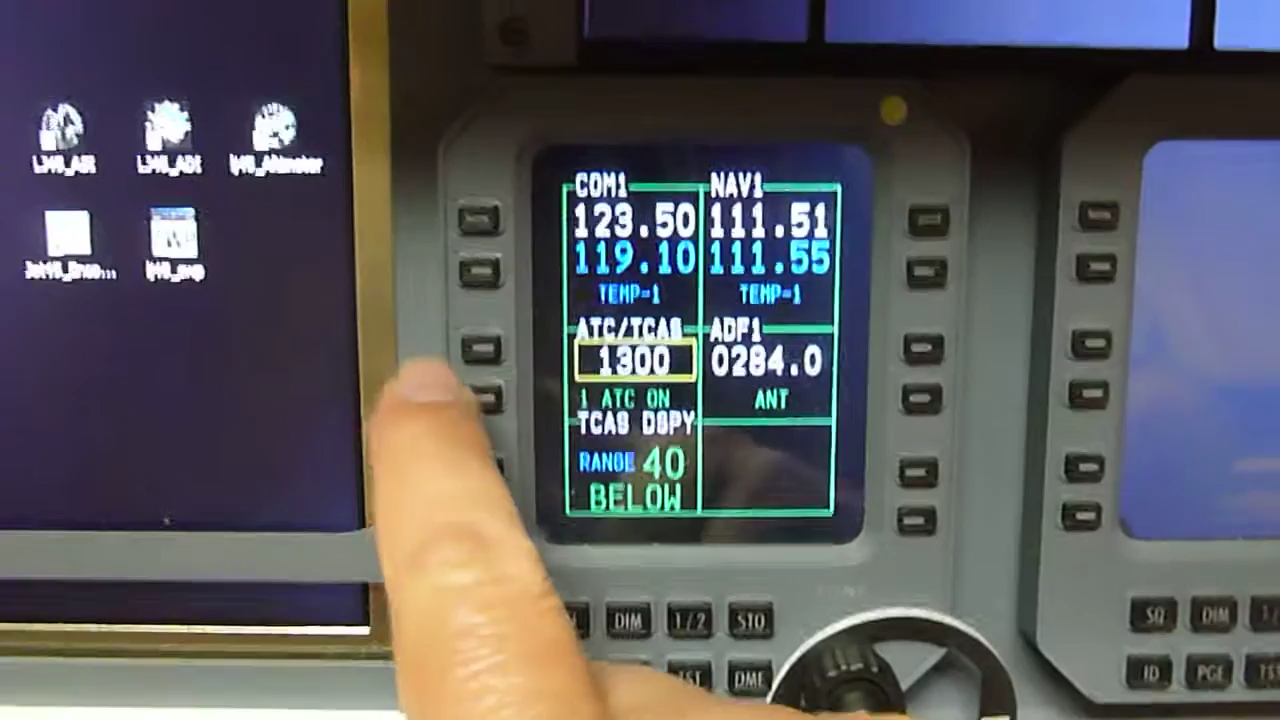 COM1 NAV1
123.50 111.51
119.10 111.55
TEMP=1 TEMP=1
ATC/TCAS ADF1
1300 0284.0
1 ATC ON ANT
TCAS DSPY
RANGE 40
BELOW
DIM 1/2 STO
TST DME
SQ DIM
ID PGE TST